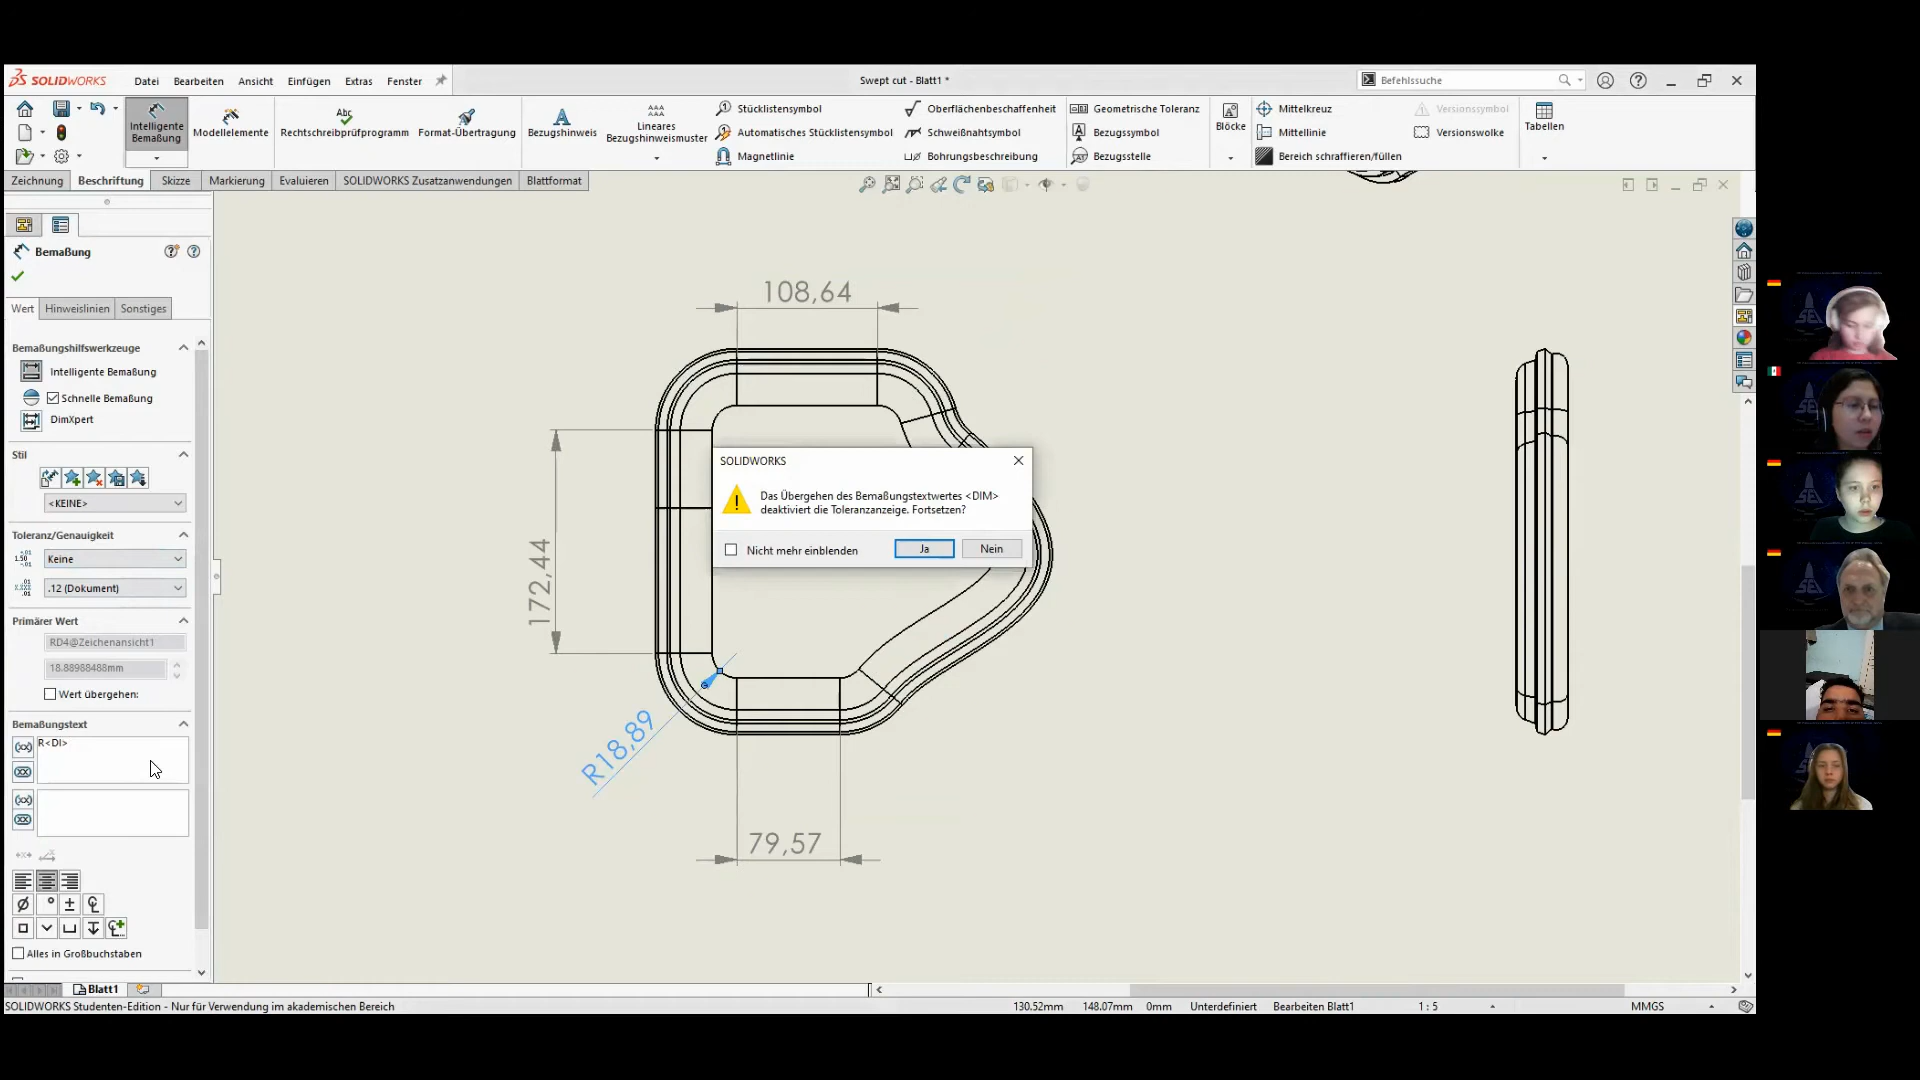 SOLIDWORKS
Datei Bearbeiten Ansicht Einfügen Extras Fenster
Swept cut - Blatt1 *
Befehlssuche
Intelligente Bemaßung
Modellelemente
Rechtschreibprüfprogramm
Format-Übertragung
Bezugshinweis
Lineares Bezugshinweismuster
Stücklistensymbol
Automatisches Stücklistensymbol
Magnetlinie
Oberflächenbeschaffenheit
Schweißnahtsymbol
Bohrungsbeschreibung
Geometrische Toleranz
Bezugssymbol
Bezugsstelle
Blöcke
Mittelkreuz
Mittellinie
Bereich schraffieren/füllen
Versionssymbol
Versionswolke
Tabellen
Zeichnung Beschriftung Skizze Markierung Evaluieren SOLIDWORKS Zusatzanwendungen Blattformat
Bemaßung
Wert Hinweislinien Sonstiges
Bemaßungshilfswerkzeuge
Intelligente Bemaßung
Schnelle Bemaßung
DimXpert
Stil
<KEINE>
Toleranz/Genauigkeit
Keine
.12 (Dokument)
Primärer Wert
RD4@Zeichenansicht1
18.88988488mm
Wert übergehen:
Bemaßungstext
R<DI>
Alles in Großbuchstaben
108,64
172,44
R18,89
79,57
SOLIDWORKS
Das Übergehen des Bemaßungstextwertes <DIM>
deaktiviert die Toleranzanzeige. Fortsetzen?
Nicht mehr einblenden
Ja
Nein
Blatt1
SOLIDWORKS Studenten-Edition - Nur für Verwendung im akademischen Bereich
130.52mm 148.07mm 0mm Unterdefiniert Bearbeiten Blatt1 1 : 5 MMGS